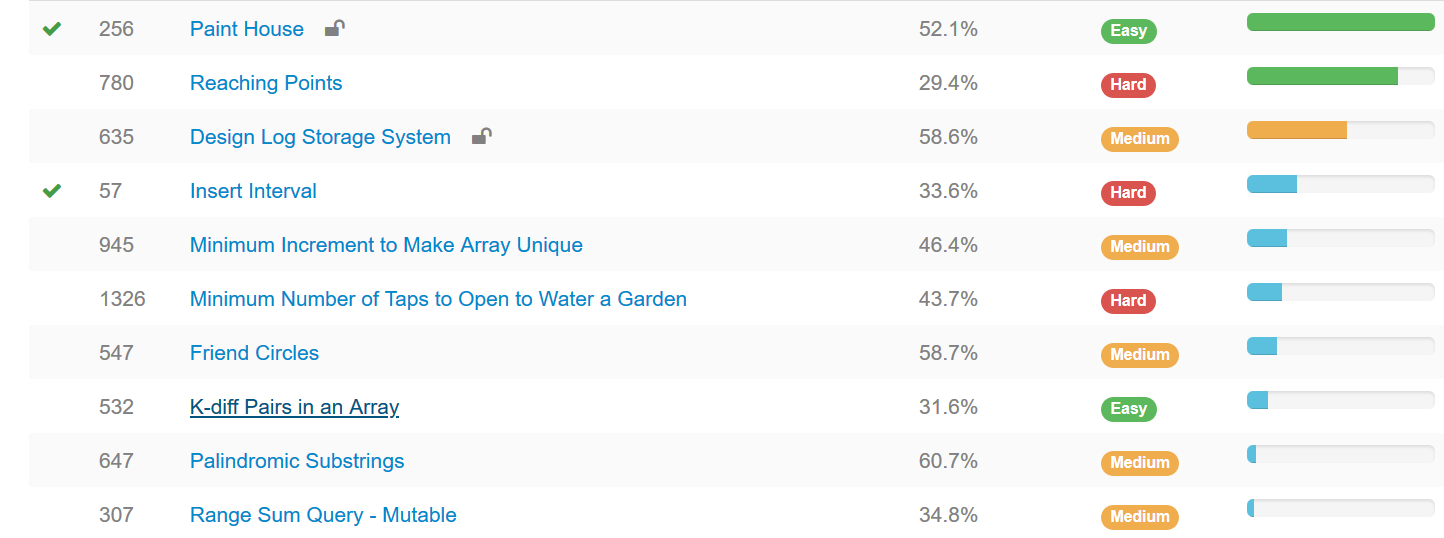 256 Paint House 52.1% Easy
780 Reaching Points 29.4% Hard
635 Design Log Storage System 58.6% Medium
57 Insert Interval 33.6% Hard
945 Minimum Increment to Make Array Unique 46.4% Medium
1326 Minimum Number of Taps to Open to Water a Garden 43.7% Hard
547 Friend Circles 58.7% Medium
532 K-diff Pairs in an Array 31.6% Easy
647 Palindromic Substrings 60.7% Medium
307 Range Sum Query - Mutable 34.8% Medium